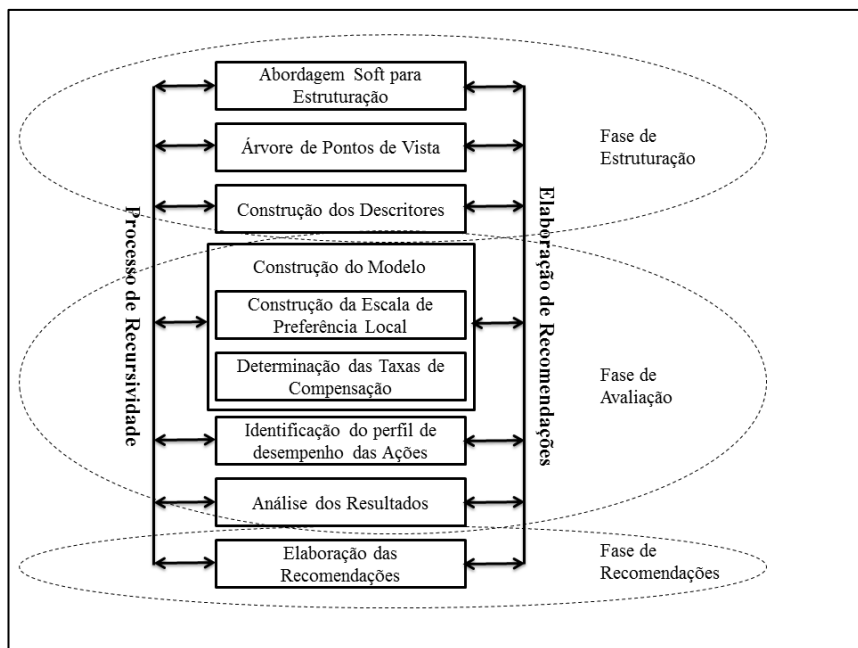 Abordagem Soft para
Estruturação
Árvore de Pontos de Vista
Fase de
Estruturação
Construção dos Descritores
Processo de Recursividade
Elaboração de Recomendações
Construção do Modelo
Construção da Escala de
Preferência Local
Determinação das Taxas de
Compensação
Fase de
Avaliação
Identificação do perfil de
desempenho das Ações
Análise dos Resultados
Elaboração das
Recomendações
Fase de
Recomendações